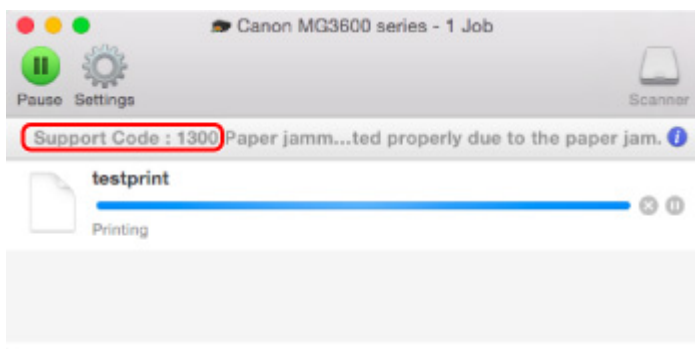 Canon MG3600 series - 1 Job
Pause Settings
Scanner
Support Code : 1300 Paper jamm...ted properly due to the paper jam.
testprint
Printing